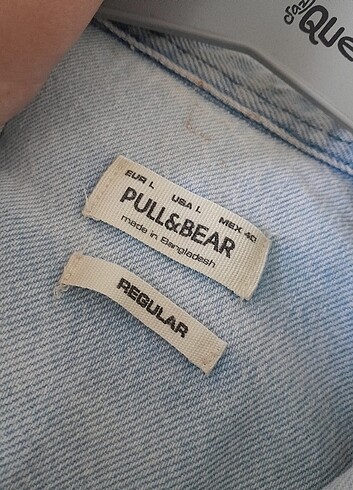 EUR L USA L MEX 40
PULL&BEAR
made in Bangladesh
REGULAR